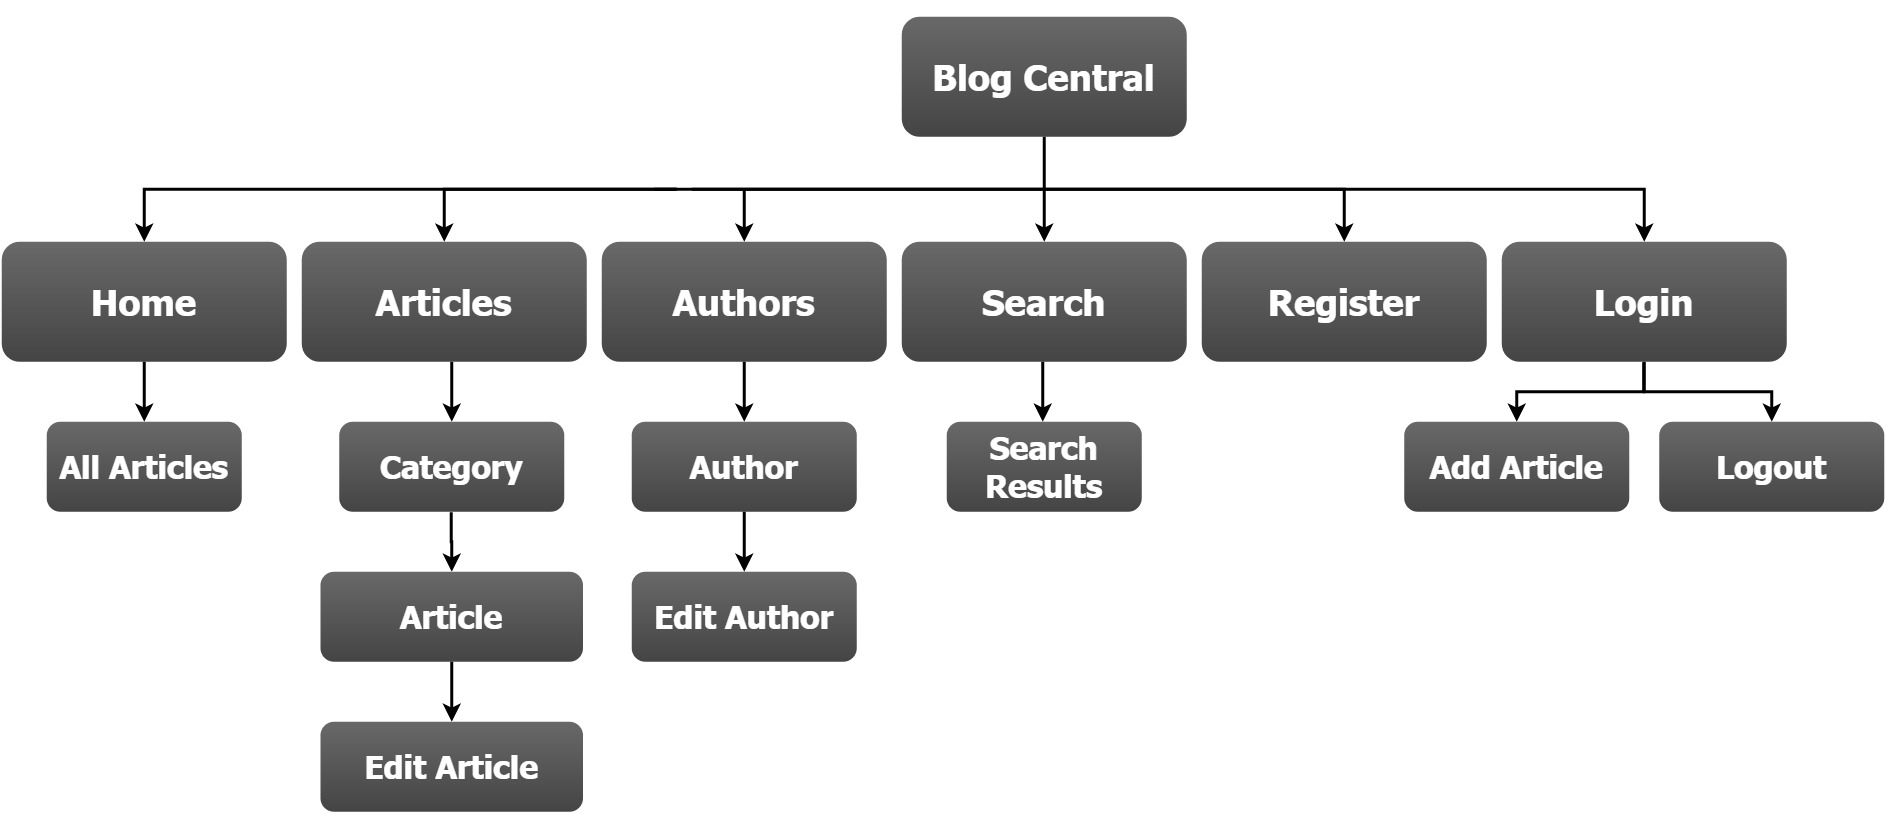 Blog Central
Home
Articles
Authors
Search
Register
Login
All Articles
Category
Author
Search
Results
Add Article
Logout
Article
Edit Author
Edit Article